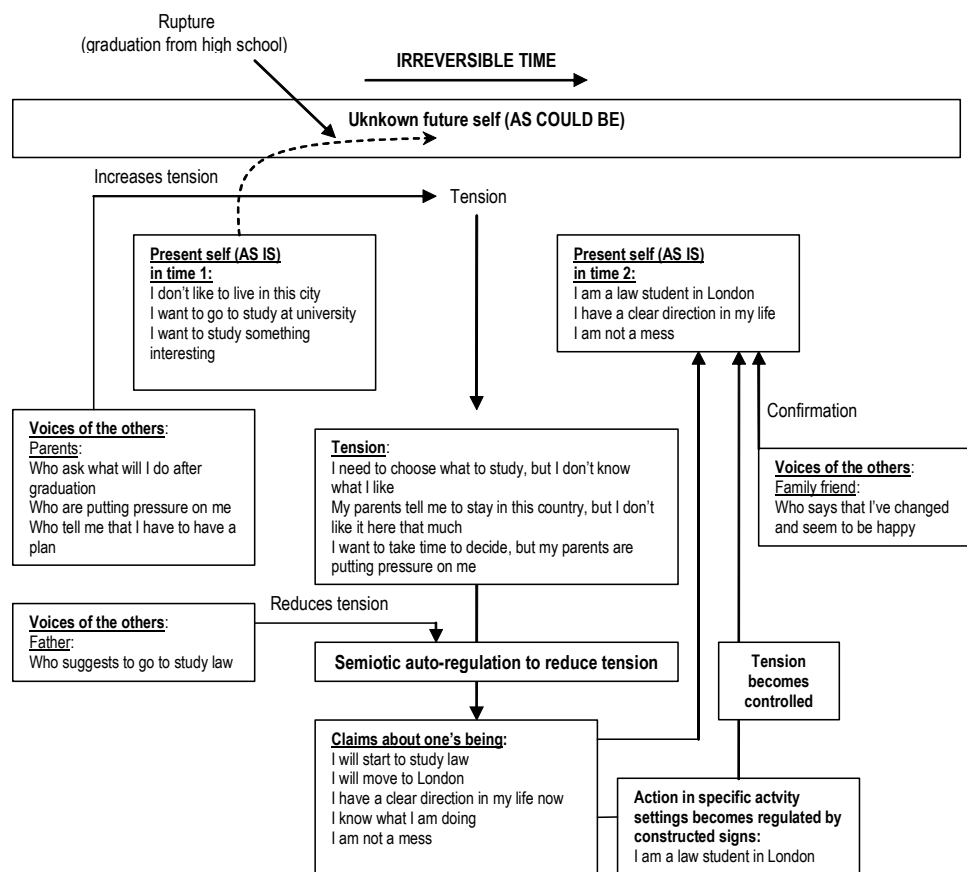 Rupture
(graduation from high school)
IRREVERSIBLE TIME
Uknkown future self (AS COULD BE)
Increases tension
Tension
Present self (AS IS)
in time 1:
I don't like to live in this city
I want to go to study at university
I want to study something
interesting
Present self (AS IS)
in time 2:
I am a law student in London
I have a clear direction in my life
I am not a mess
Voices of the others:
Parents:
Who ask what will I do after
graduation
Who are putting pressure on me
Who tell me that I have to have a
plan
Tension:
I need to choose what to study, but I don't know
what I like
My parents tell me to stay in this country, but I don't
like it here that much
I want to take time to decide, but my parents are
putting pressure on me
Confirmation
Voices of the others:
Family friend:
Who says that I've changed
and seem to be happy
Reduces tension
Voices of the others:
Father:
Who suggests to go to study law
Semiotic auto-regulation to reduce tension
Tension
becomes
controlled
Claims about one's being:
I will start to study law
I will move to London
I have a clear direction in my life now
I know what I am doing
I am not a mess
Action in specific actvity
settings becomes regulated by
constructed signs:
I am a law student in London